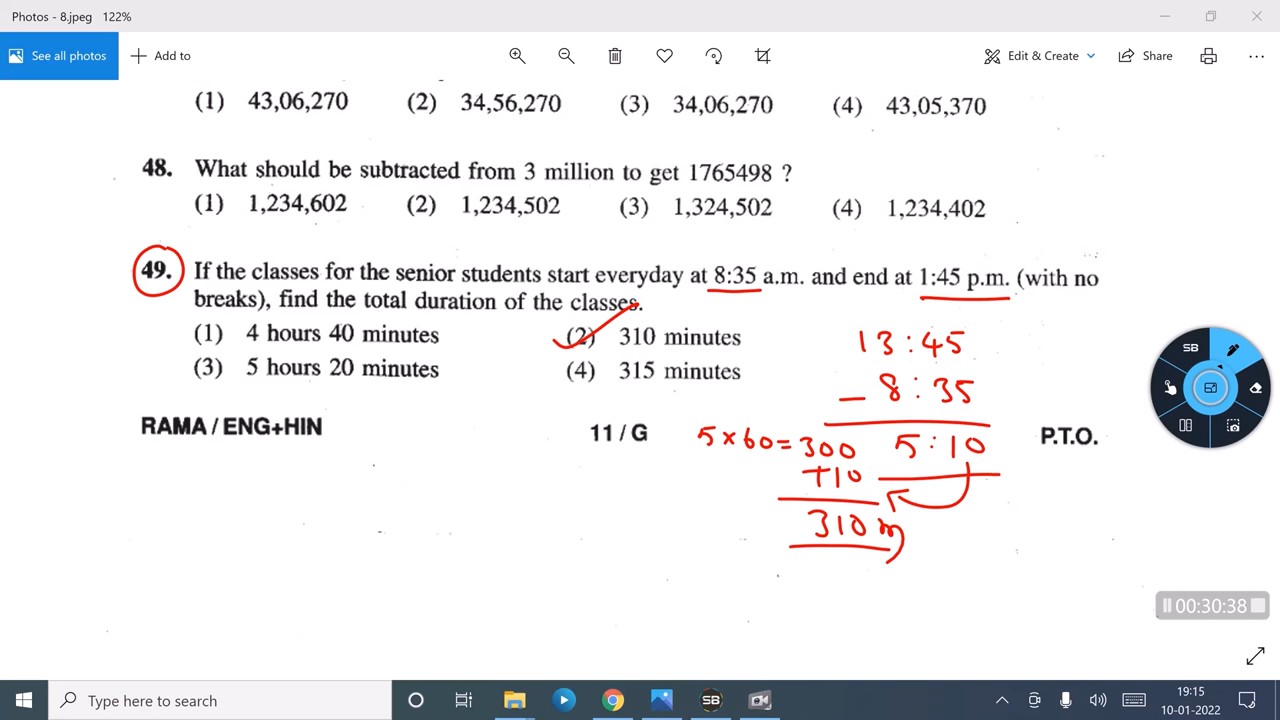 Photos - 8.jpeg 122%
See all photos
Add to
Edit & Create
Share
(1) 43,06,270 (2) 34,56,270 (3) 34,06,270 (4) 43,05,370
48. What should be subtracted from 3 million to get 1765498 ?
(1) 1,234,602 (2) 1,234,502 (3) 1,324,502 (4) 1,234,402
49. If the classes for the senior students start everyday at 8:35 a.m. and end at 1:45 p.m. (with no
breaks), find the total duration of the classes.
(1) 4 hours 40 minutes (2) 310 minutes
(3) 5 hours 20 minutes (4) 315 minutes
13:45
- 8:35
RAMA / ENG+HIN 11 / G P.T.O.
5×60=300 5:10
+10
310 m
SB
00:30:38
Type here to search
SB
19:15
10-01-2022